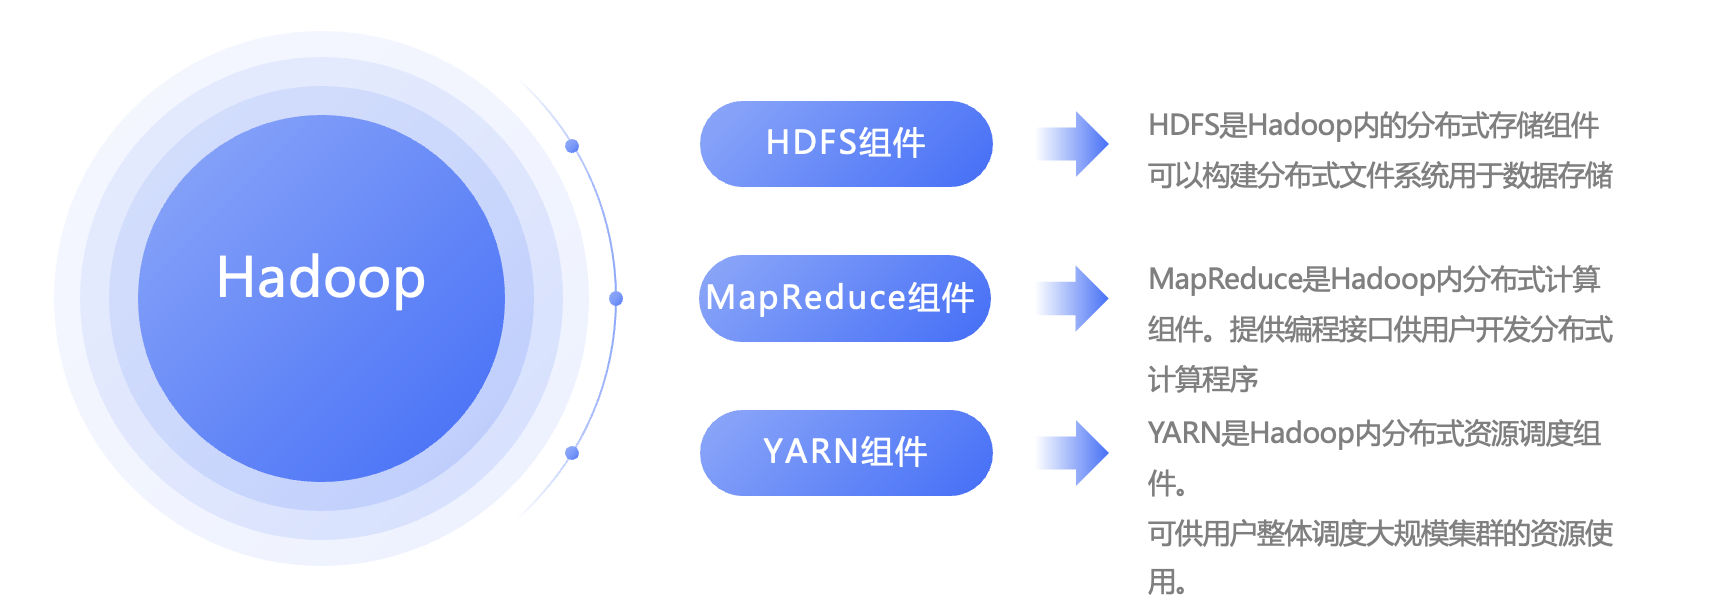 Hadoop
HDFS组件
HDFS是Hadoop内的分布式存储组件
可以构建分布式文件系统用于数据存储
MapReduce组件
MapReduce是Hadoop内分布式计算
组件。提供编程接口供用户开发分布式
计算程序
YARN组件
YARN是Hadoop内分布式资源调度组
件。
可供用户整体调度大规模集群的资源使
用。